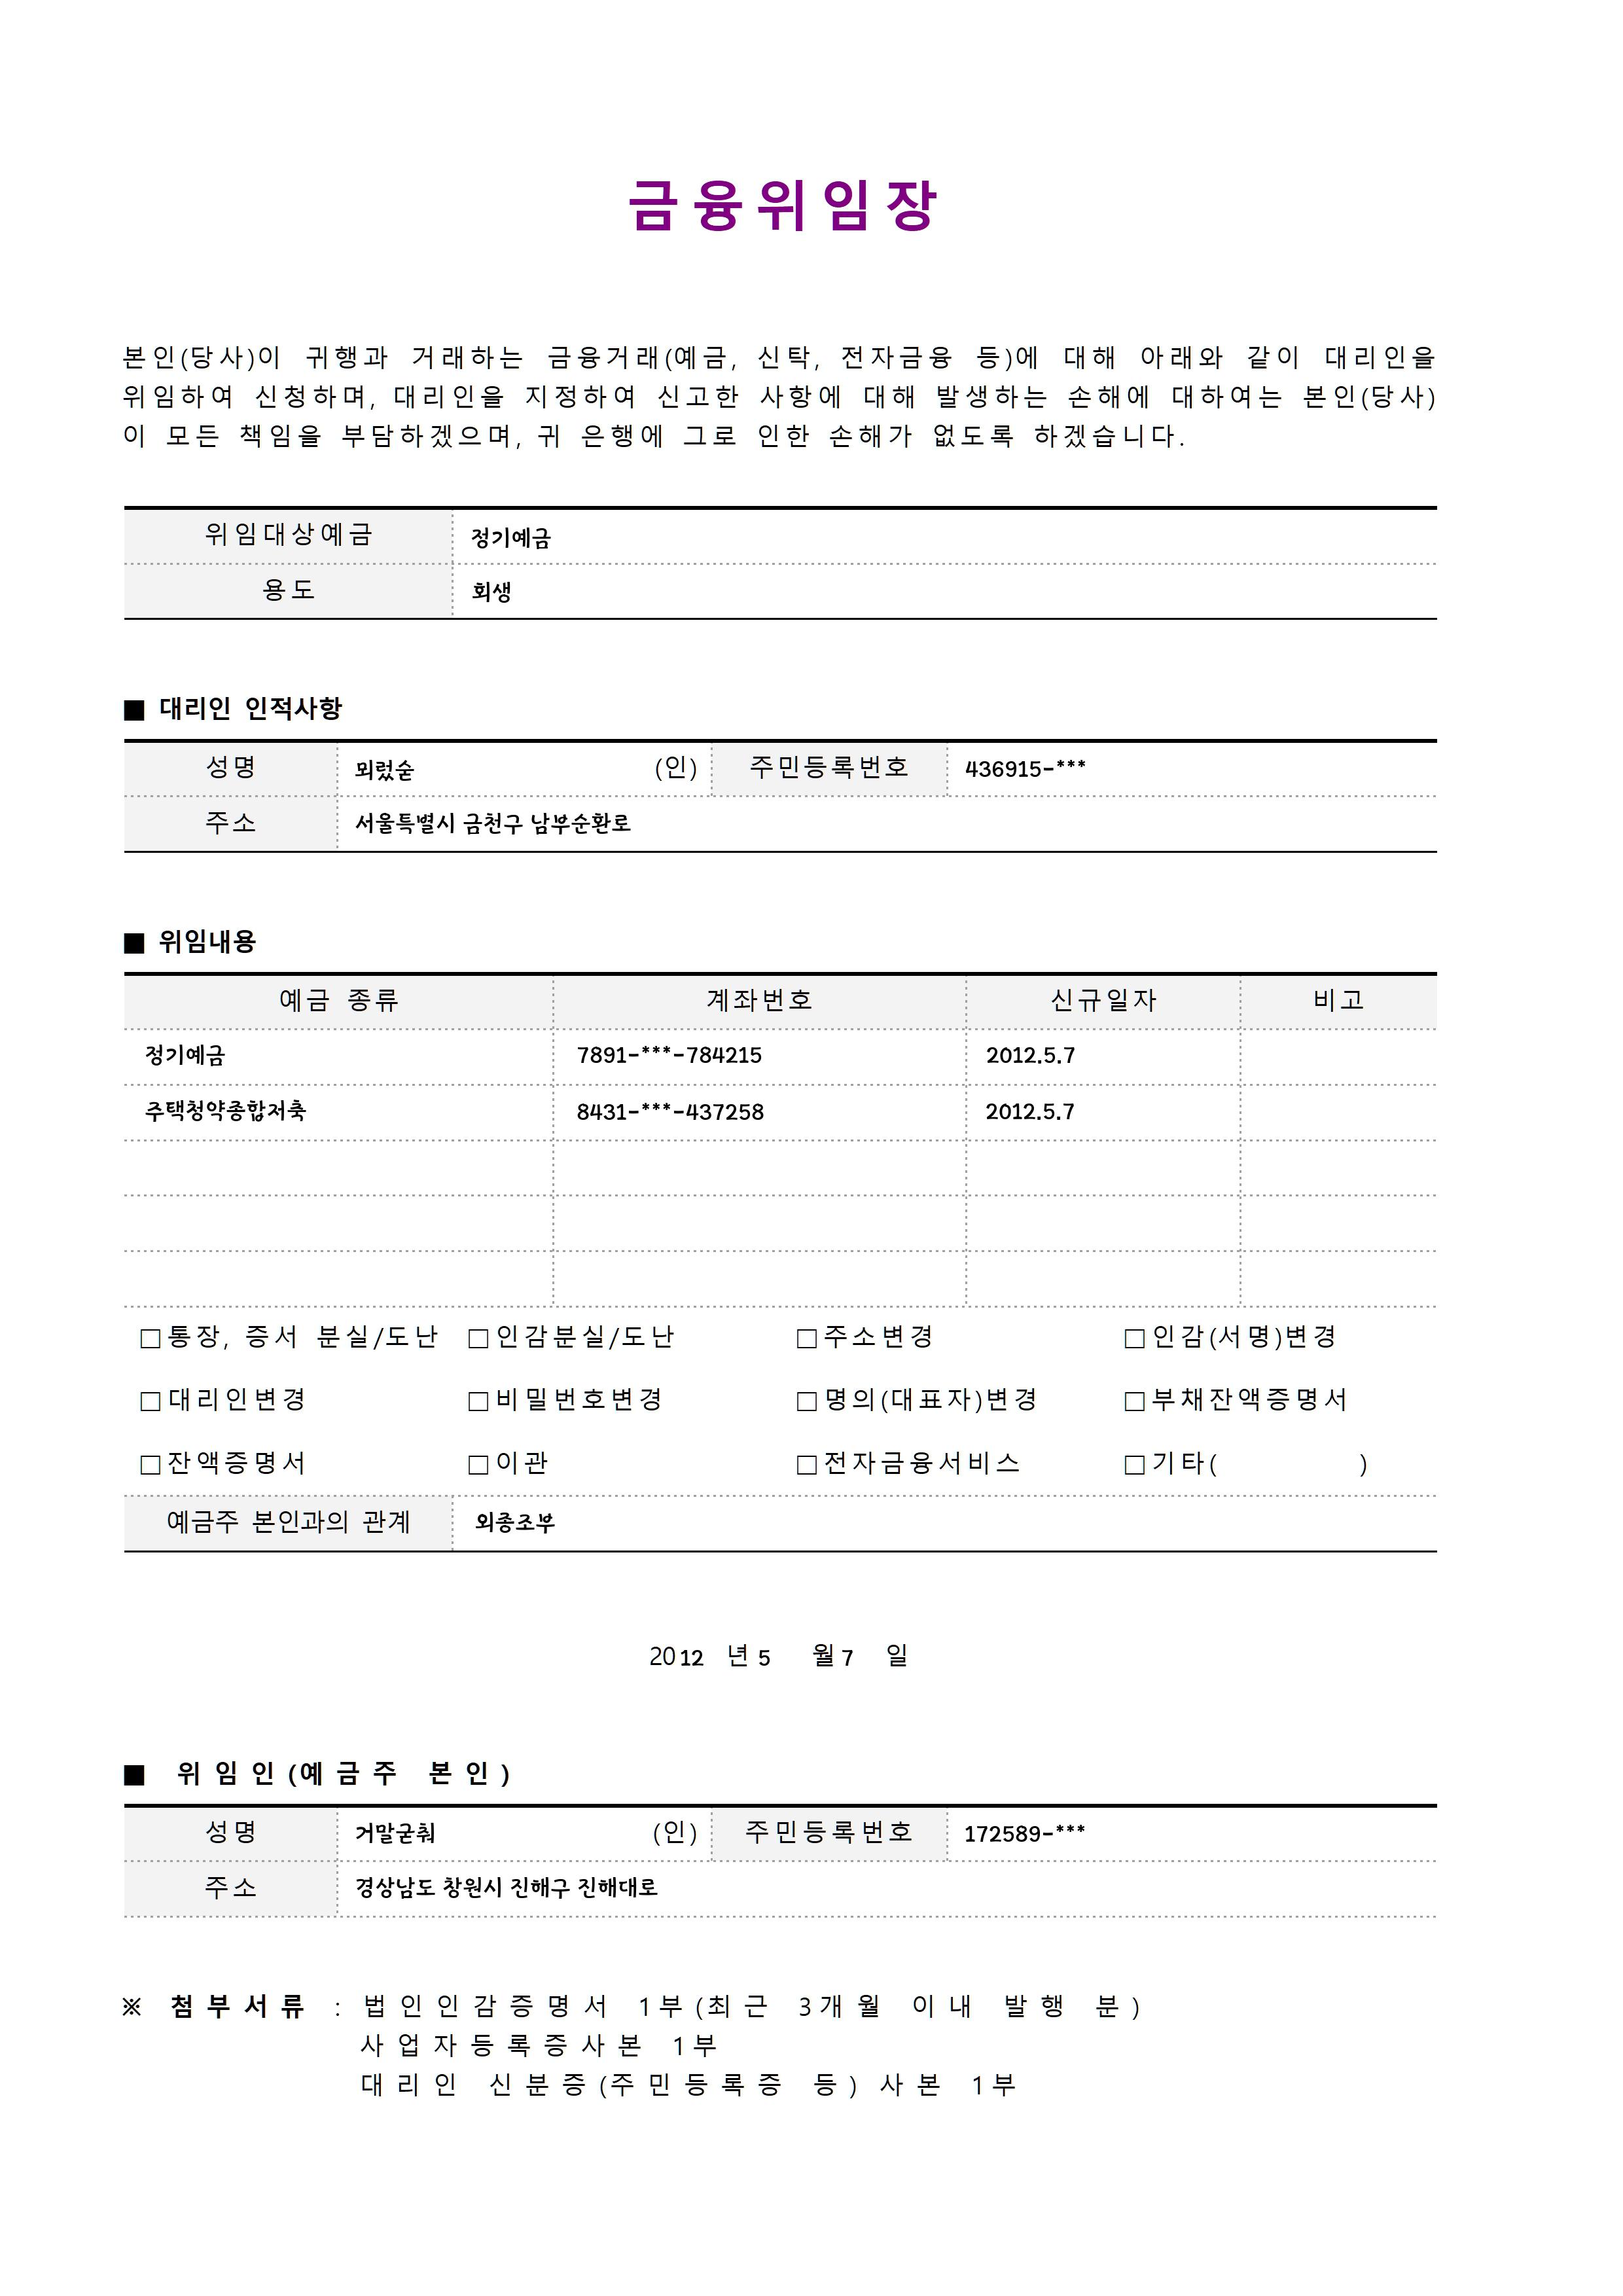 금융위임장
본인(당사)이 귀행과 거래하는 금융거래(예금, 신탁, 전자금융 등)에 대해 아래와 같이 대리인을
위임하여 신청하며, 대리인을 지정하여 신고한 사항에 대해 발생하는 손해에 대하여는 본인(당사)
이 모든 책임을 부담하겠으며, 귀 은행에 그로 인한 손해가 없도록 하겠습니다.
위임대상예금 정기예금
용도 회생
■ 대리인 인적사항
성명 뫼렀숟 (인) 주민등록번호 436915-***
주소 서울특별시 금천구 남부순환로
■ 위임내용
예금 종류 계좌번호 신규일자 비고
정기예금 7891-***-784215 2012.5.7
주택청약종합저축 8431-***-437258 2012.5.7
□통장, 증서 분실/도난 □인감분실/도난 □주소변경 □인감(서명)변경
□대리인변경 □비밀번호변경 □명의(대표자)변경 □부채잔액증명서
□잔액증명서 □이관 □전자금융서비스 □기타( )
예금주 본인과의 관계 외종조부
2012 년 5 월 7 일
■ 위임인(예금주 본인)
성명 거말굳춰 (인) 주민등록번호 172589-***
주소 경상남도 창원시 진해구 진해대로
※ 첨부서류 : 법인인감증명서 1부(최근 3개월 이내 발행 분)
사업자등록증사본 1부
대리인 신분증(주민등록증 등) 사본 1부